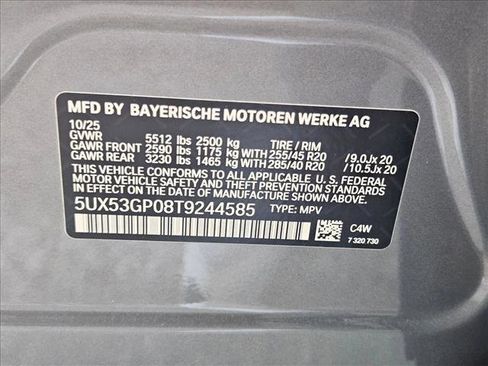 MFD BY BAYERISCHE MOTOREN WERKE AG
10/25
GVWR 5512 lbs 2500 kg TIRE / RIM
GAWR FRONT 2590 lbs 1175 kg WITH 255/45 R20 /9.0Jx 20
GAWR REAR 3230 lbs 1465 kg WITH 285/40 R20 /10.5Jx 20
THIS VEHICLE CONFORMS TO ALL APPLICABLE U.S.
FEDERAL MOTOR VEHICLE SAFETY STANDARDS IN
EFFECT ON THE DATE OF MANUFACTURE SHOWN ABOVE.
5UX53GP08T9244585 TYPE: MPV
C4W
7 320 730